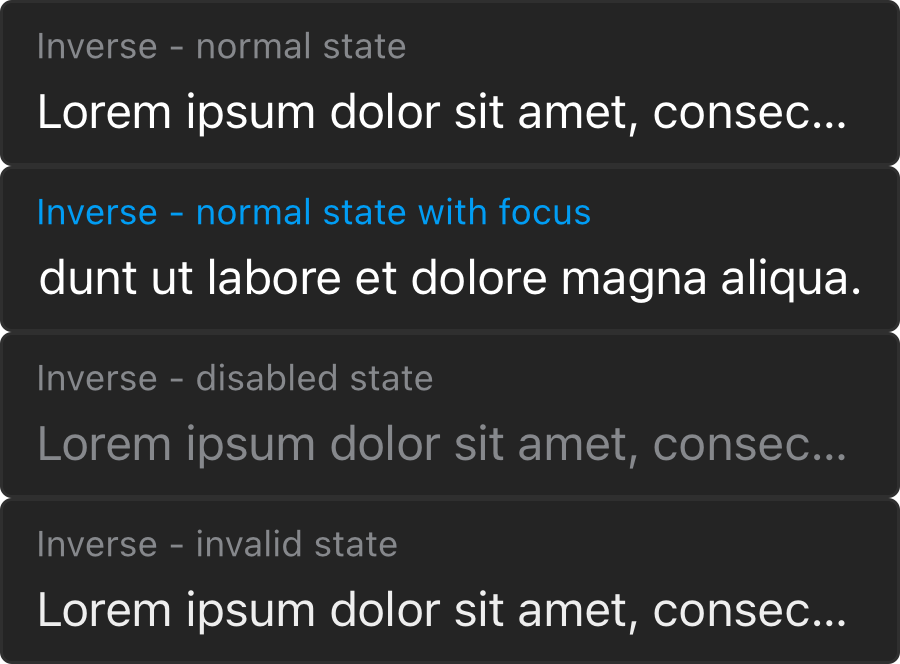 Inverse - normal state
Lorem ipsum dolor sit amet, consec...
Inverse - normal state with focus
dunt ut labore et dolore magna aliqua.
Inverse - disabled state
Lorem ipsum dolor sit amet, consec...
Inverse - invalid state
Lorem ipsum dolor sit amet, consec...